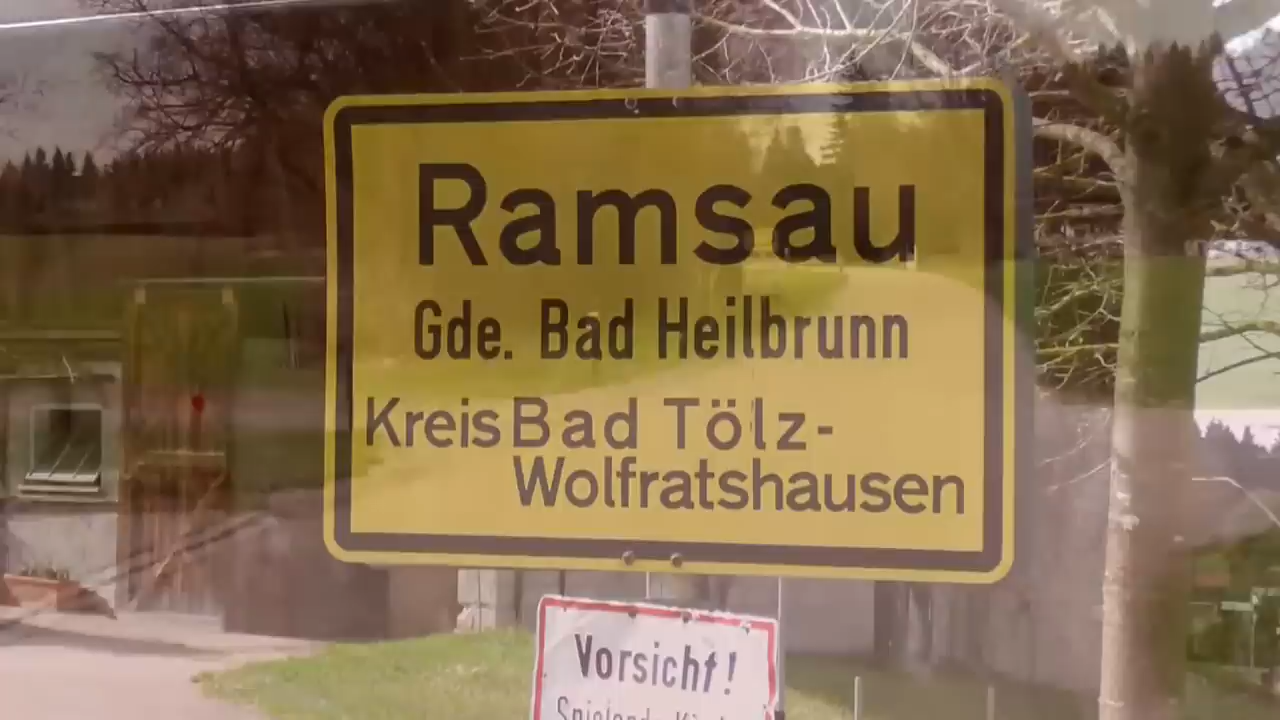 Ramsau
Gde. Bad Heilbrunn
Kreis Bad Tölz-
Wolfratshausen
Vorsicht!